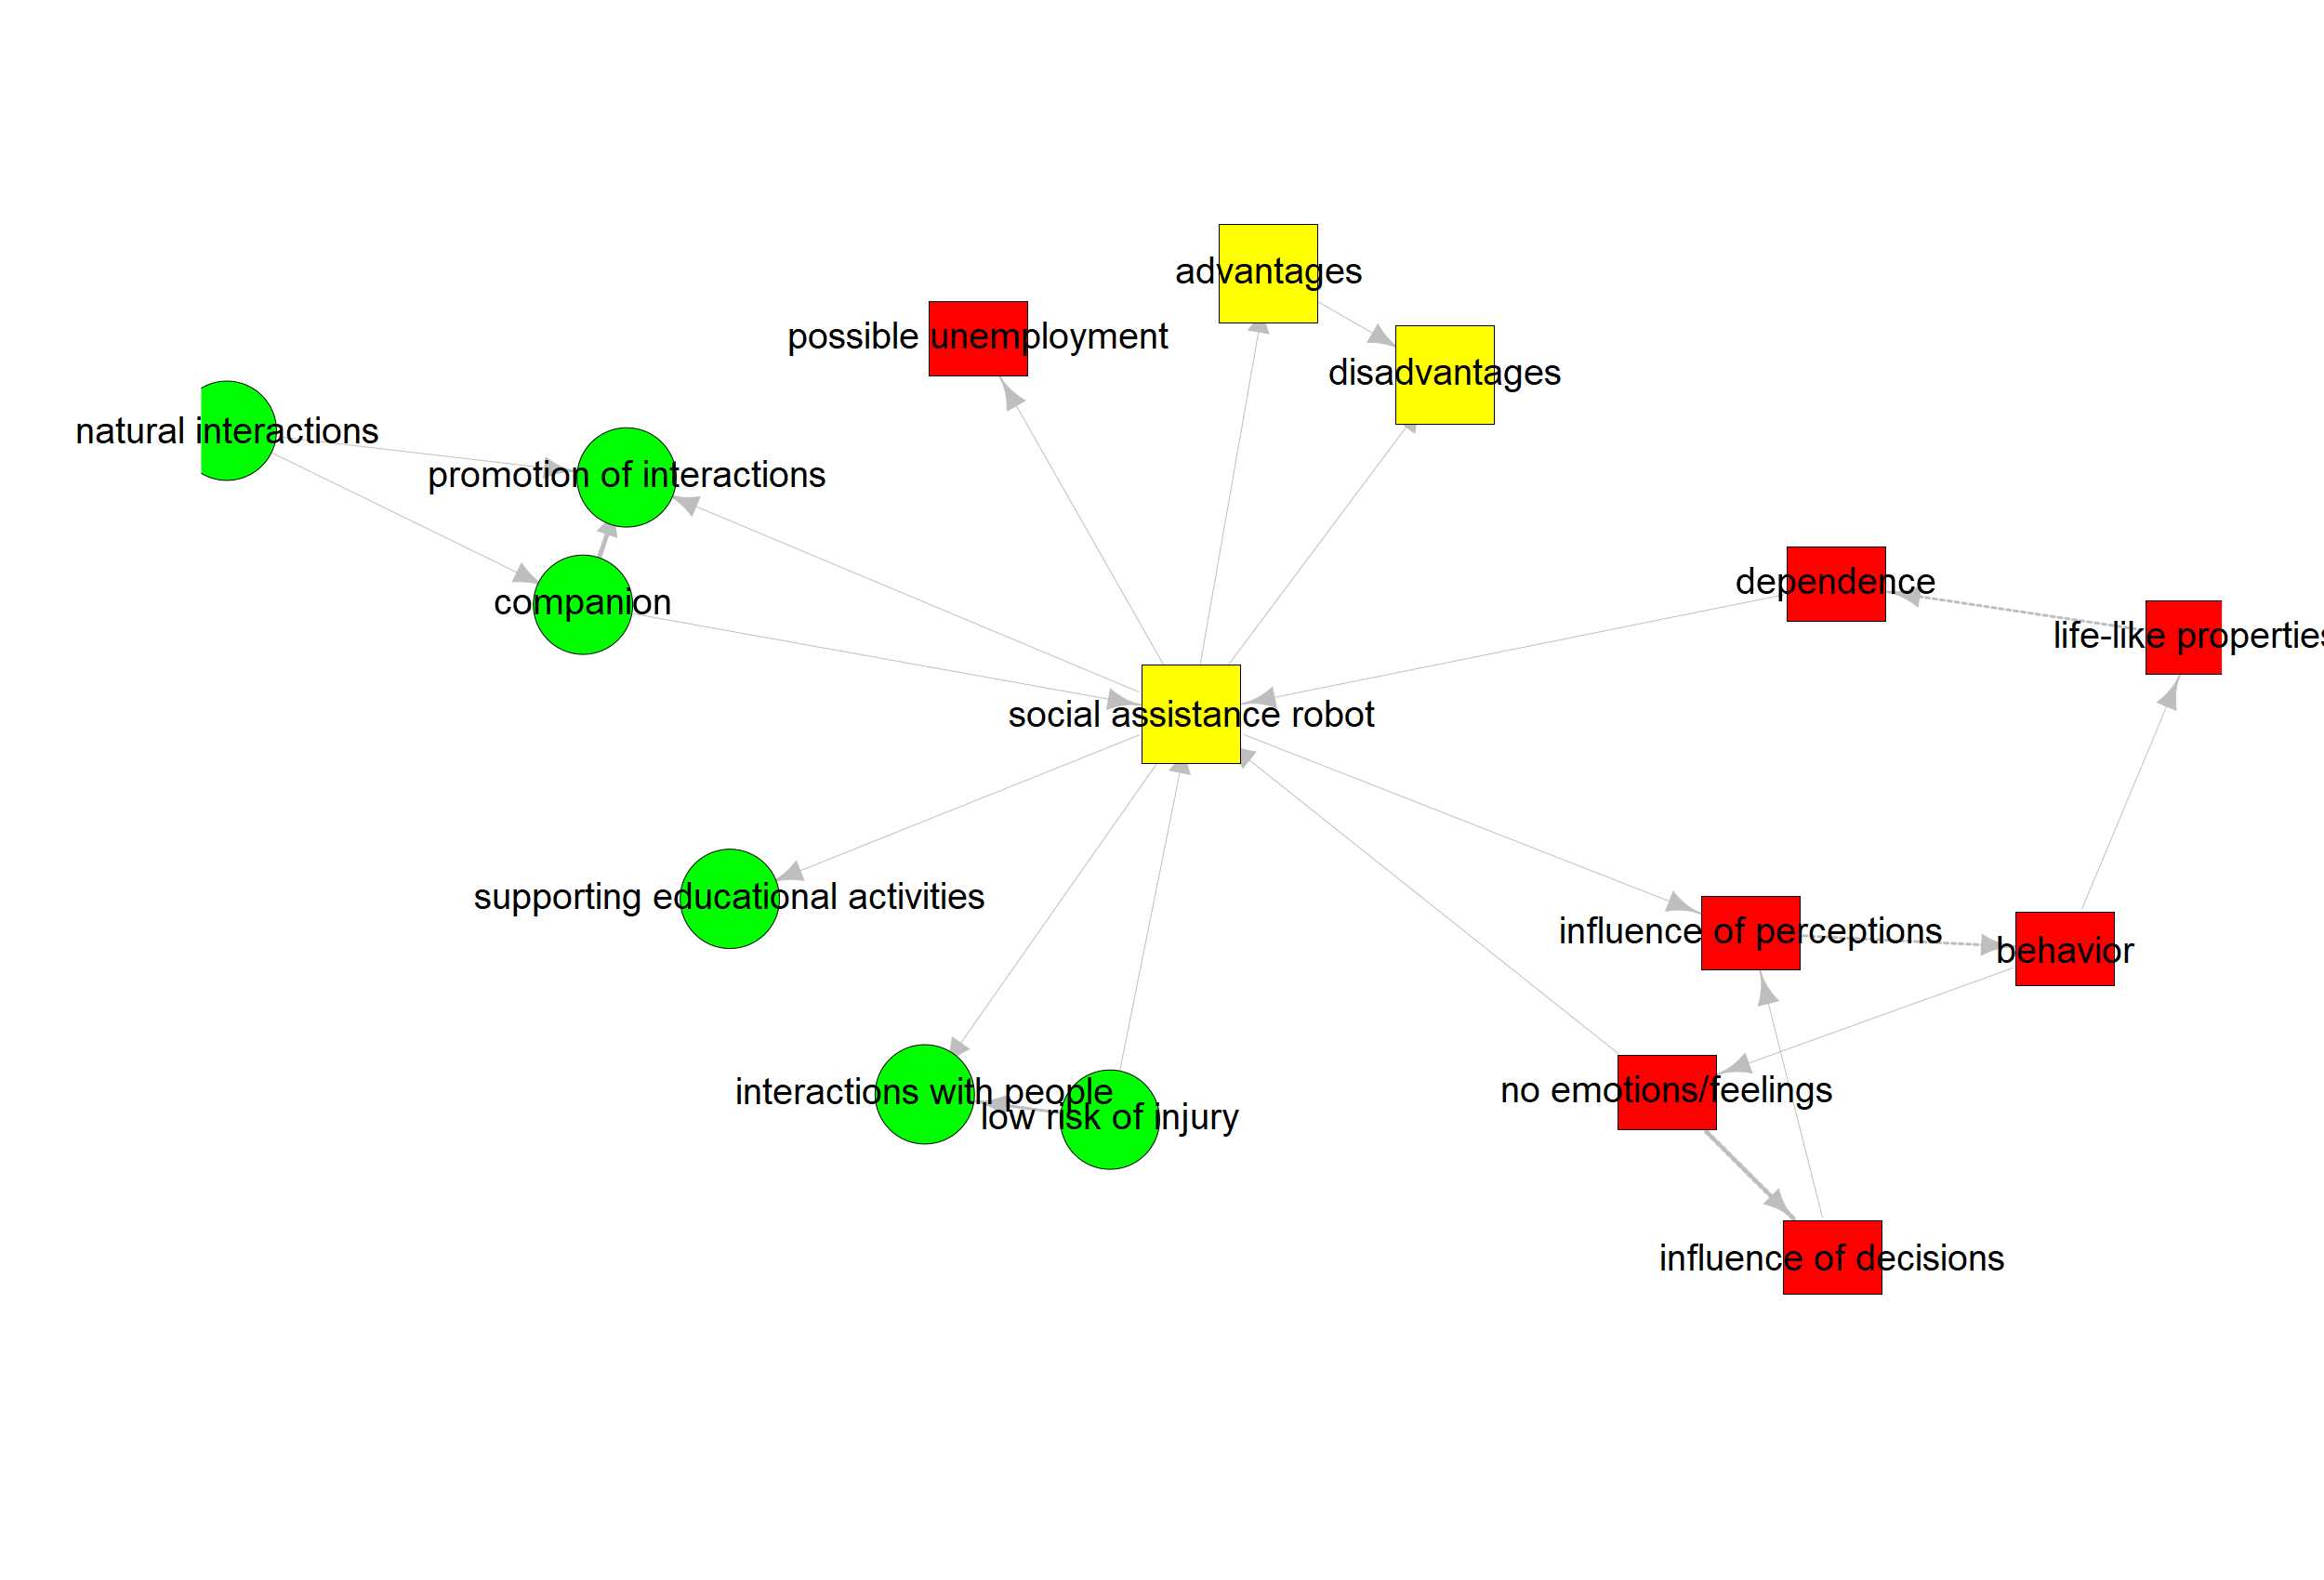 advantages
possible unemployment
disadvantages
natural interactions
promotion of interactions
companion
dependence
life-like properties
social assistance robot
supporting educational activities
influence of perceptions
behavior
interactions with people
low risk of injury
no emotions/feelings
influence of decisions